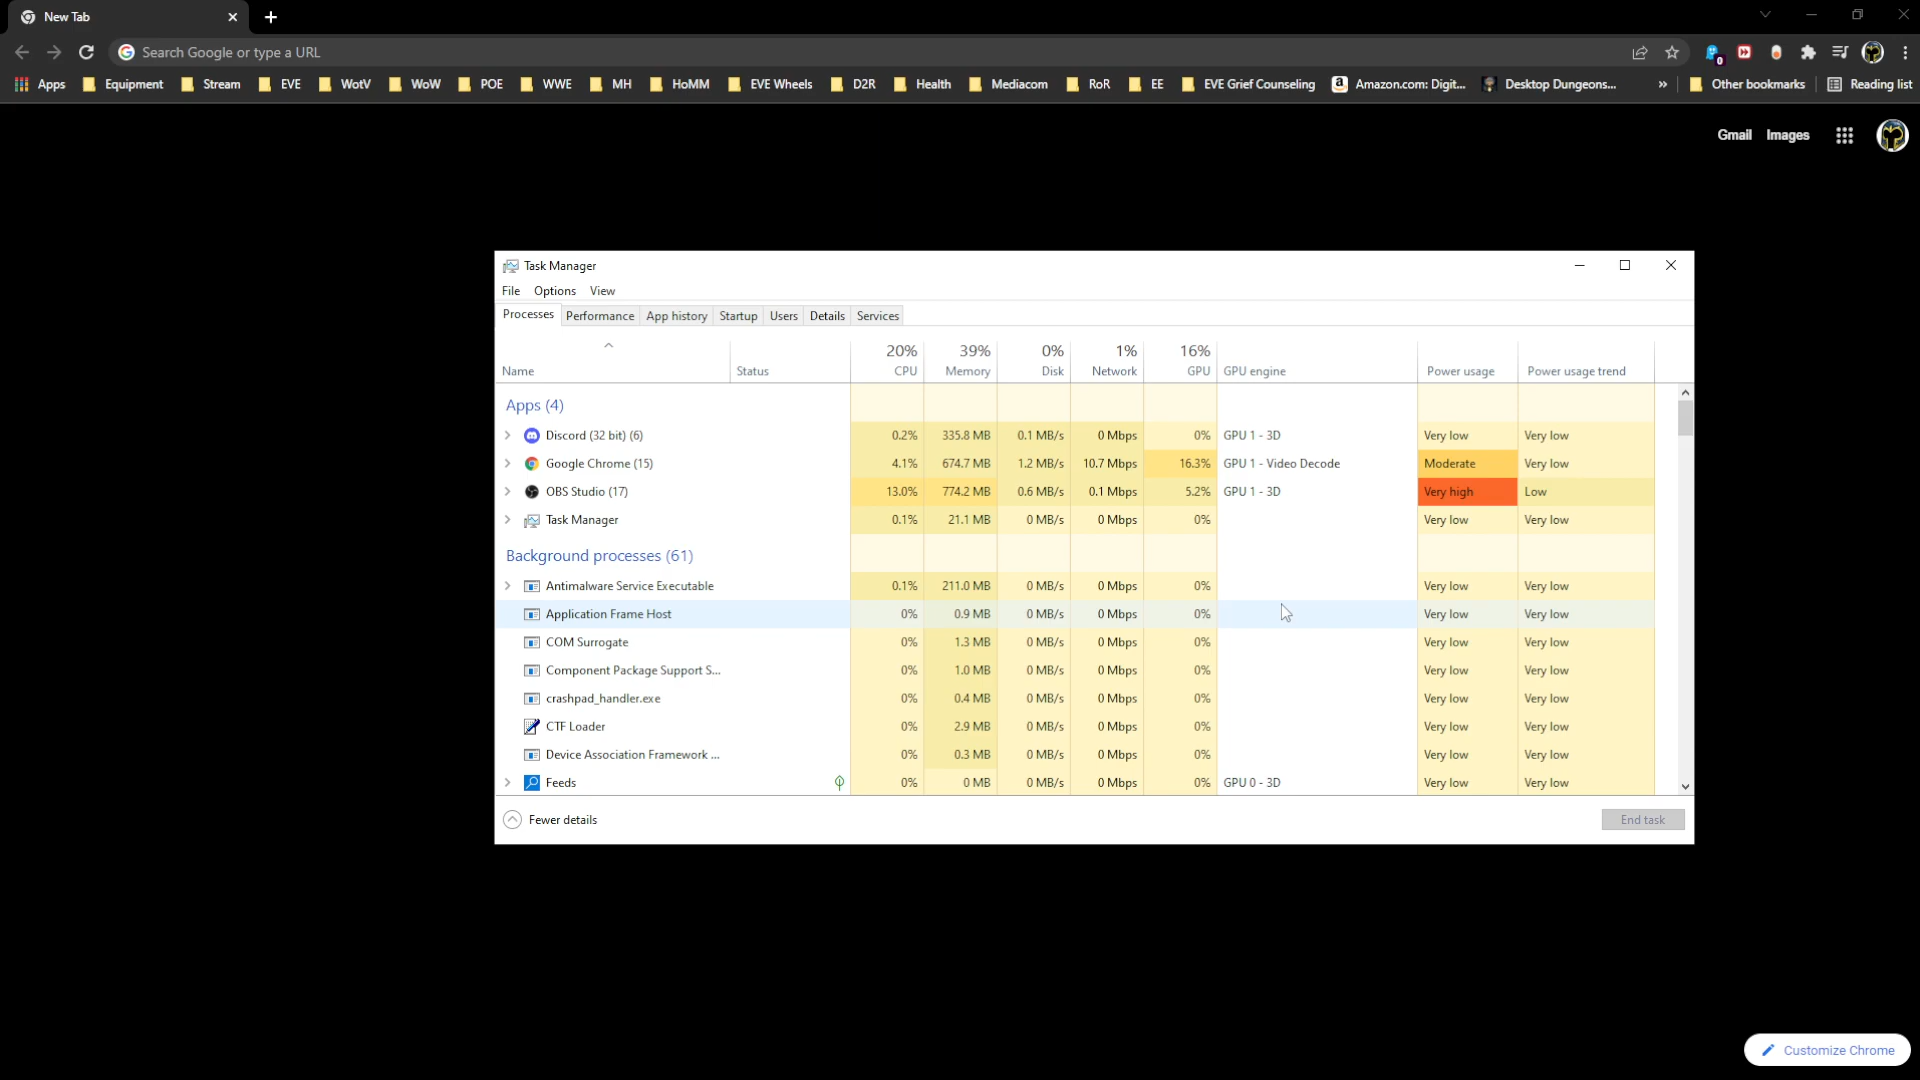 New Tab
Search Google or type a URL
0
Apps Equipment Stream EVE WotV WoW POE WWE MH HoMM EVE Wheels D2R Health Mediacom RoR EE EVE Grief Counseling Amazon.com: Digit... Desktop Dungeons... » Other bookmarks Reading list
Gmail Images
Task Manager
File Options View
Processes Performance App history Startup Users Details Services
20% 39% 0% 1% 16%
Name Status CPU Memory Disk Network GPU GPU engine Power usage Power usage trend
Apps (4)
Discord (32 bit) (6) 0.2% 335.8 MB 0.1 MB/s 0 Mbps 0% GPU 1 - 3D Very low Very low
Google Chrome (15) 4.1% 674.7 MB 1.2 MB/s 10.7 Mbps 16.3% GPU 1 - Video Decode Moderate Very low
OBS Studio (17) 13.0% 774.2 MB 0.6 MB/s 0.1 Mbps 5.2% GPU 1 - 3D Very high Low
Task Manager 0.1% 21.1 MB 0 MB/s 0 Mbps 0% Very low Very low
Background processes (61)
Antimalware Service Executable 0.1% 211.0 MB 0 MB/s 0 Mbps 0% Very low Very low
Application Frame Host 0% 0.9 MB 0 MB/s 0 Mbps 0% Very low Very low
COM Surrogate 0% 1.3 MB 0 MB/s 0 Mbps 0% Very low Very low
Component Package Support S... 0% 1.0 MB 0 MB/s 0 Mbps 0% Very low Very low
crashpad_handler.exe 0% 0.4 MB 0 MB/s 0 Mbps 0% Very low Very low
CTF Loader 0% 2.9 MB 0 MB/s 0 Mbps 0% Very low Very low
Device Association Framework ... 0% 0.3 MB 0 MB/s 0 Mbps 0% Very low Very low
Feeds 0% 0 MB 0 MB/s 0 Mbps 0% GPU 0 - 3D Very low Very low
Fewer details End task
Customize Chrome